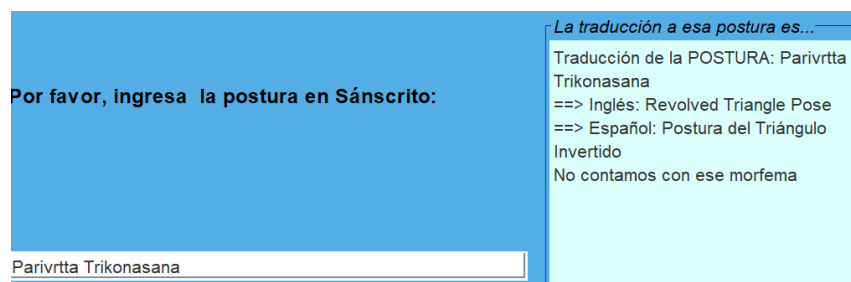 La traducción a esa postura es...
Por favor, ingresa la postura en Sánscrito:
Traducción de la POSTURA: Parivrtta
Trikonasana
==> Inglés: Revolved Triangle Pose
==> Español: Postura del Triángulo
Invertido
No contamos con ese morfema
Parivrtta Trikonasana